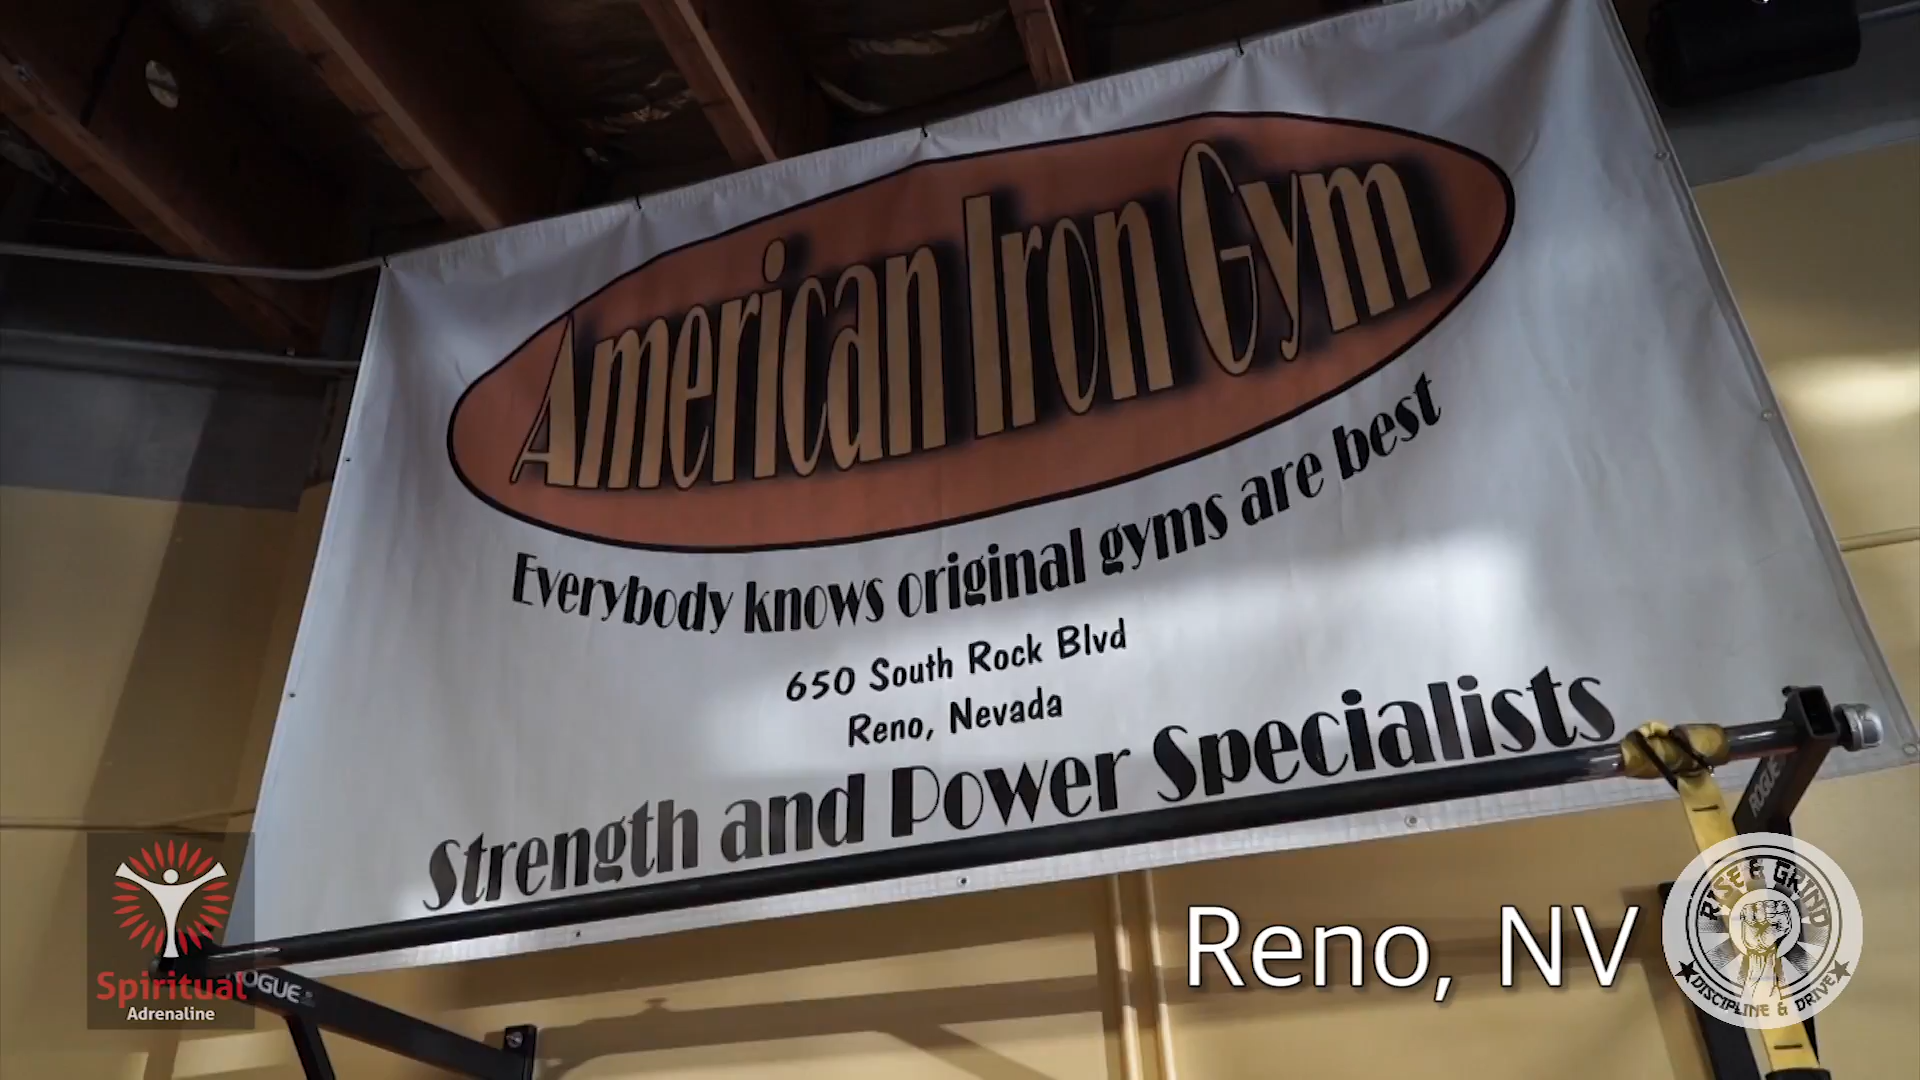 American Iron Gym
Everybody knows original gyms are best
650 South Rock Blvd
Reno, Nevada
Strength and Power Specialists
ROGUE
OGUE
Spiritual
Adrenaline
Reno, NV
RISE & GRIND
DISCIPLINE & DRIVE